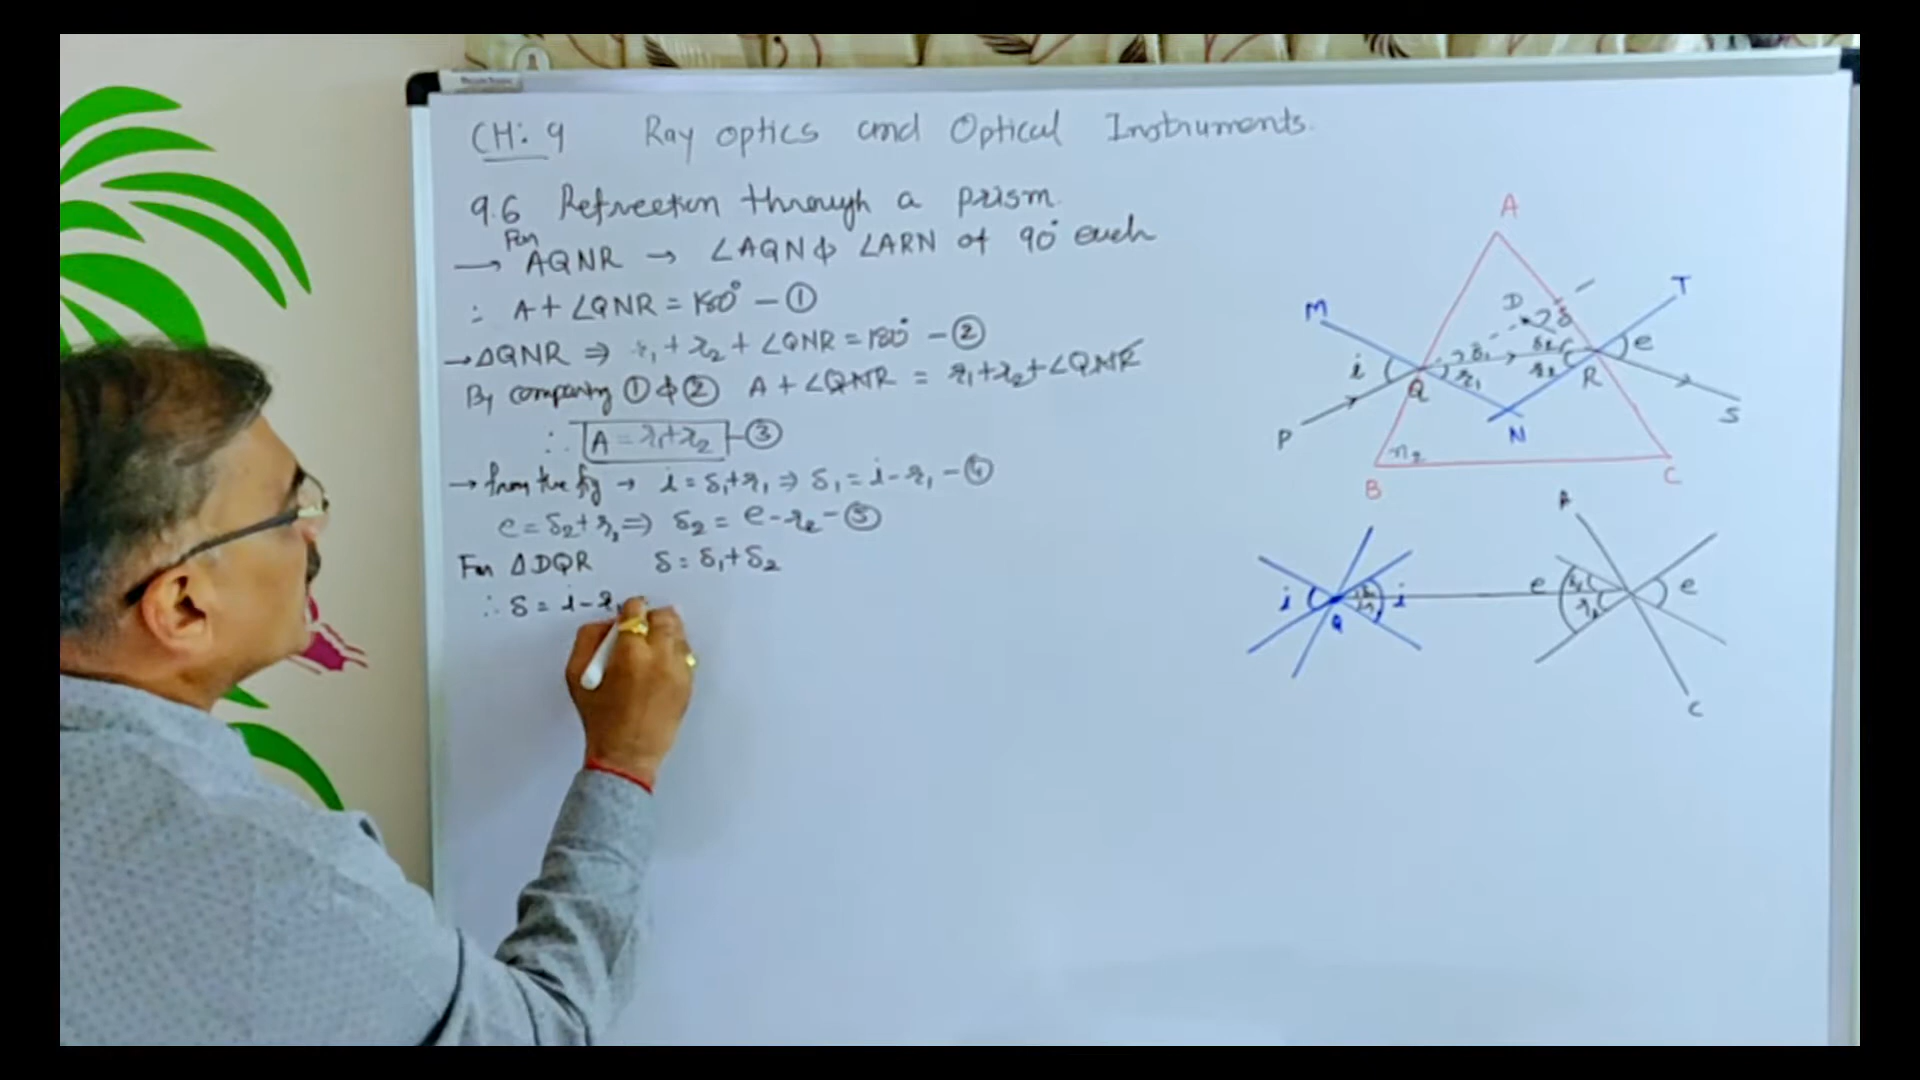 CH: 9 Ray optics and Optical Instruments.
9.6 Refrection through a prism.
For
→ AQNR → ∠AQN & ∠ARN of 90° each
∴ A + ∠QNR = 180° - ①
→ ΔQNR ⇒ r₁ + r₂ + ∠QNR = 180° - ②
By comparing ① & ② A + ∠QNR = r₁ + r₂ + ∠QNR
∴ A = r₁ + r₂ - ③
→ from the fig → i = δ₁ + r₁ ⇒ δ₁ = i - r₁ - ④
e = δ₂ + r₂ ⇒ δ₂ = e - r₂ - ⑤
For ΔDQR δ = δ₁ + δ₂
∴ δ = i - r₁
A
M
D
δ
T
i
Q
δ₁
r₁
δ₂
r₂
R
e
P
N
S
B
n₂
C
A
i
Q
i
e
r₂
e
C